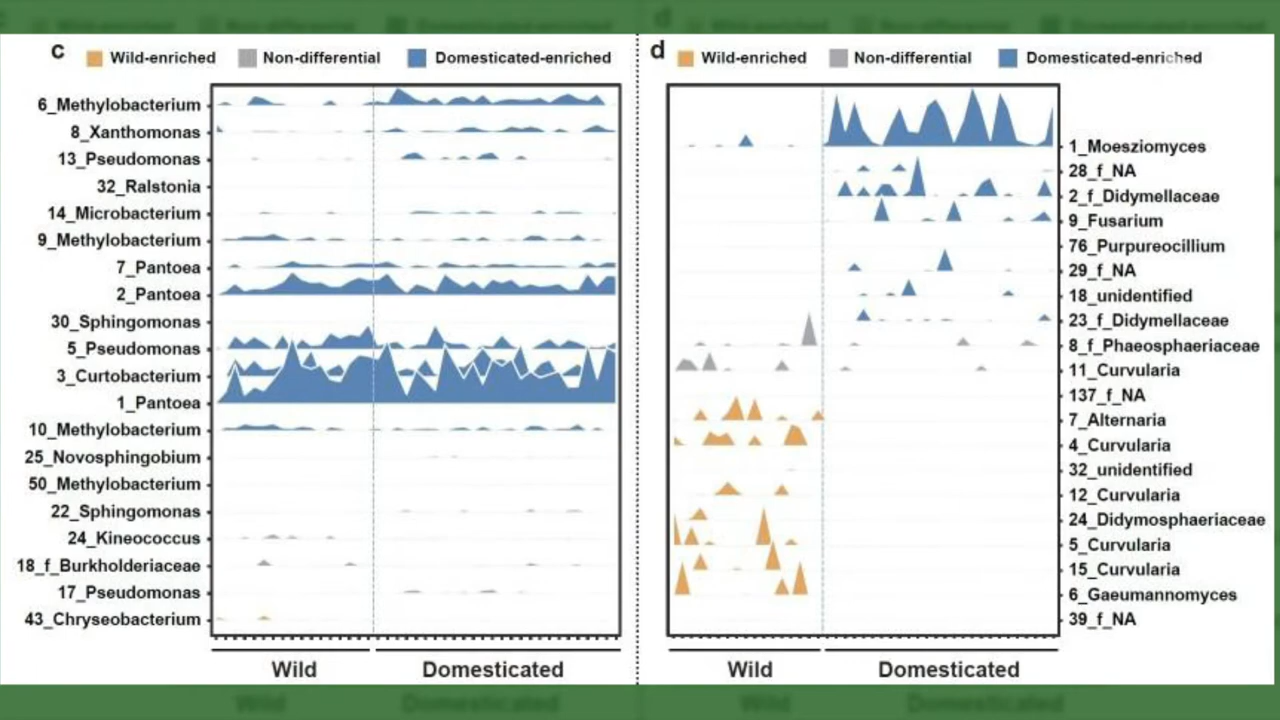 c
Wild-enriched Non-differential Domesticated-enriched
6_Methylobacterium
8_Xanthomonas
13_Pseudomonas
32_Ralstonia
14_Microbacterium
9_Methylobacterium
7_Pantoea
2_Pantoea
30_Sphingomonas
5_Pseudomonas
3_Curtobacterium
1_Pantoea
10_Methylobacterium
25_Novosphingobium
50_Methylobacterium
22_Sphingomonas
24_Kineococcus
18_f_Burkholderiaceae
17_Pseudomonas
43_Chryseobacterium
Wild Domesticated
d
Wild-enriched Non-differential Domesticated-enriched
1_Moesziomyces
28_f_NA
2_f_Didymellaceae
9_Fusarium
76_Purpureocillium
29_f_NA
18_unidentified
23_f_Didymellaceae
8_f_Phaeosphaeriaceae
11_Curvularia
137_f_NA
7_Alternaria
4_Curvularia
32_unidentified
12_Curvularia
24_Didymosphaeriaceae
5_Curvularia
15_Curvularia
6_Gaeumannomyces
39_f_NA
Wild Domesticated